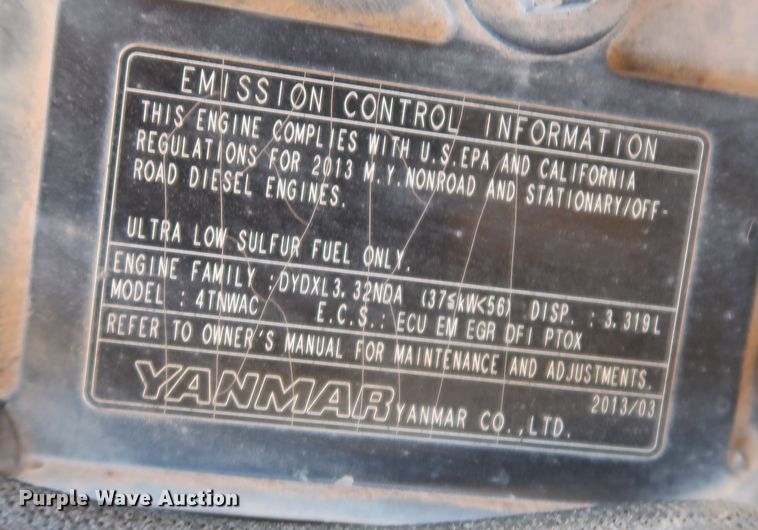 EMISSION CONTROL INFORMATION
THIS ENGINE COMPLIES WITH U.S.EPA AND CALIFORNIA
REGULATIONS FOR 2013 M.Y.NONROAD AND STATIONARY/OFF-
ROAD DIESEL ENGINES.
ULTRA LOW SULFUR FUEL ONLY.
ENGINE FAMILY : DYDXL3.32NDA (37≤kW<56) DISP. : 3.319L
MODEL : 4TNWAC E.C.S.: ECU EM EGR DFI PTOX
REFER TO OWNER'S MANUAL FOR MAINTENANCE AND ADJUSTMENTS.
2013/03
YANMAR YANMAR CO.,LTD.
Purple Wave Auction